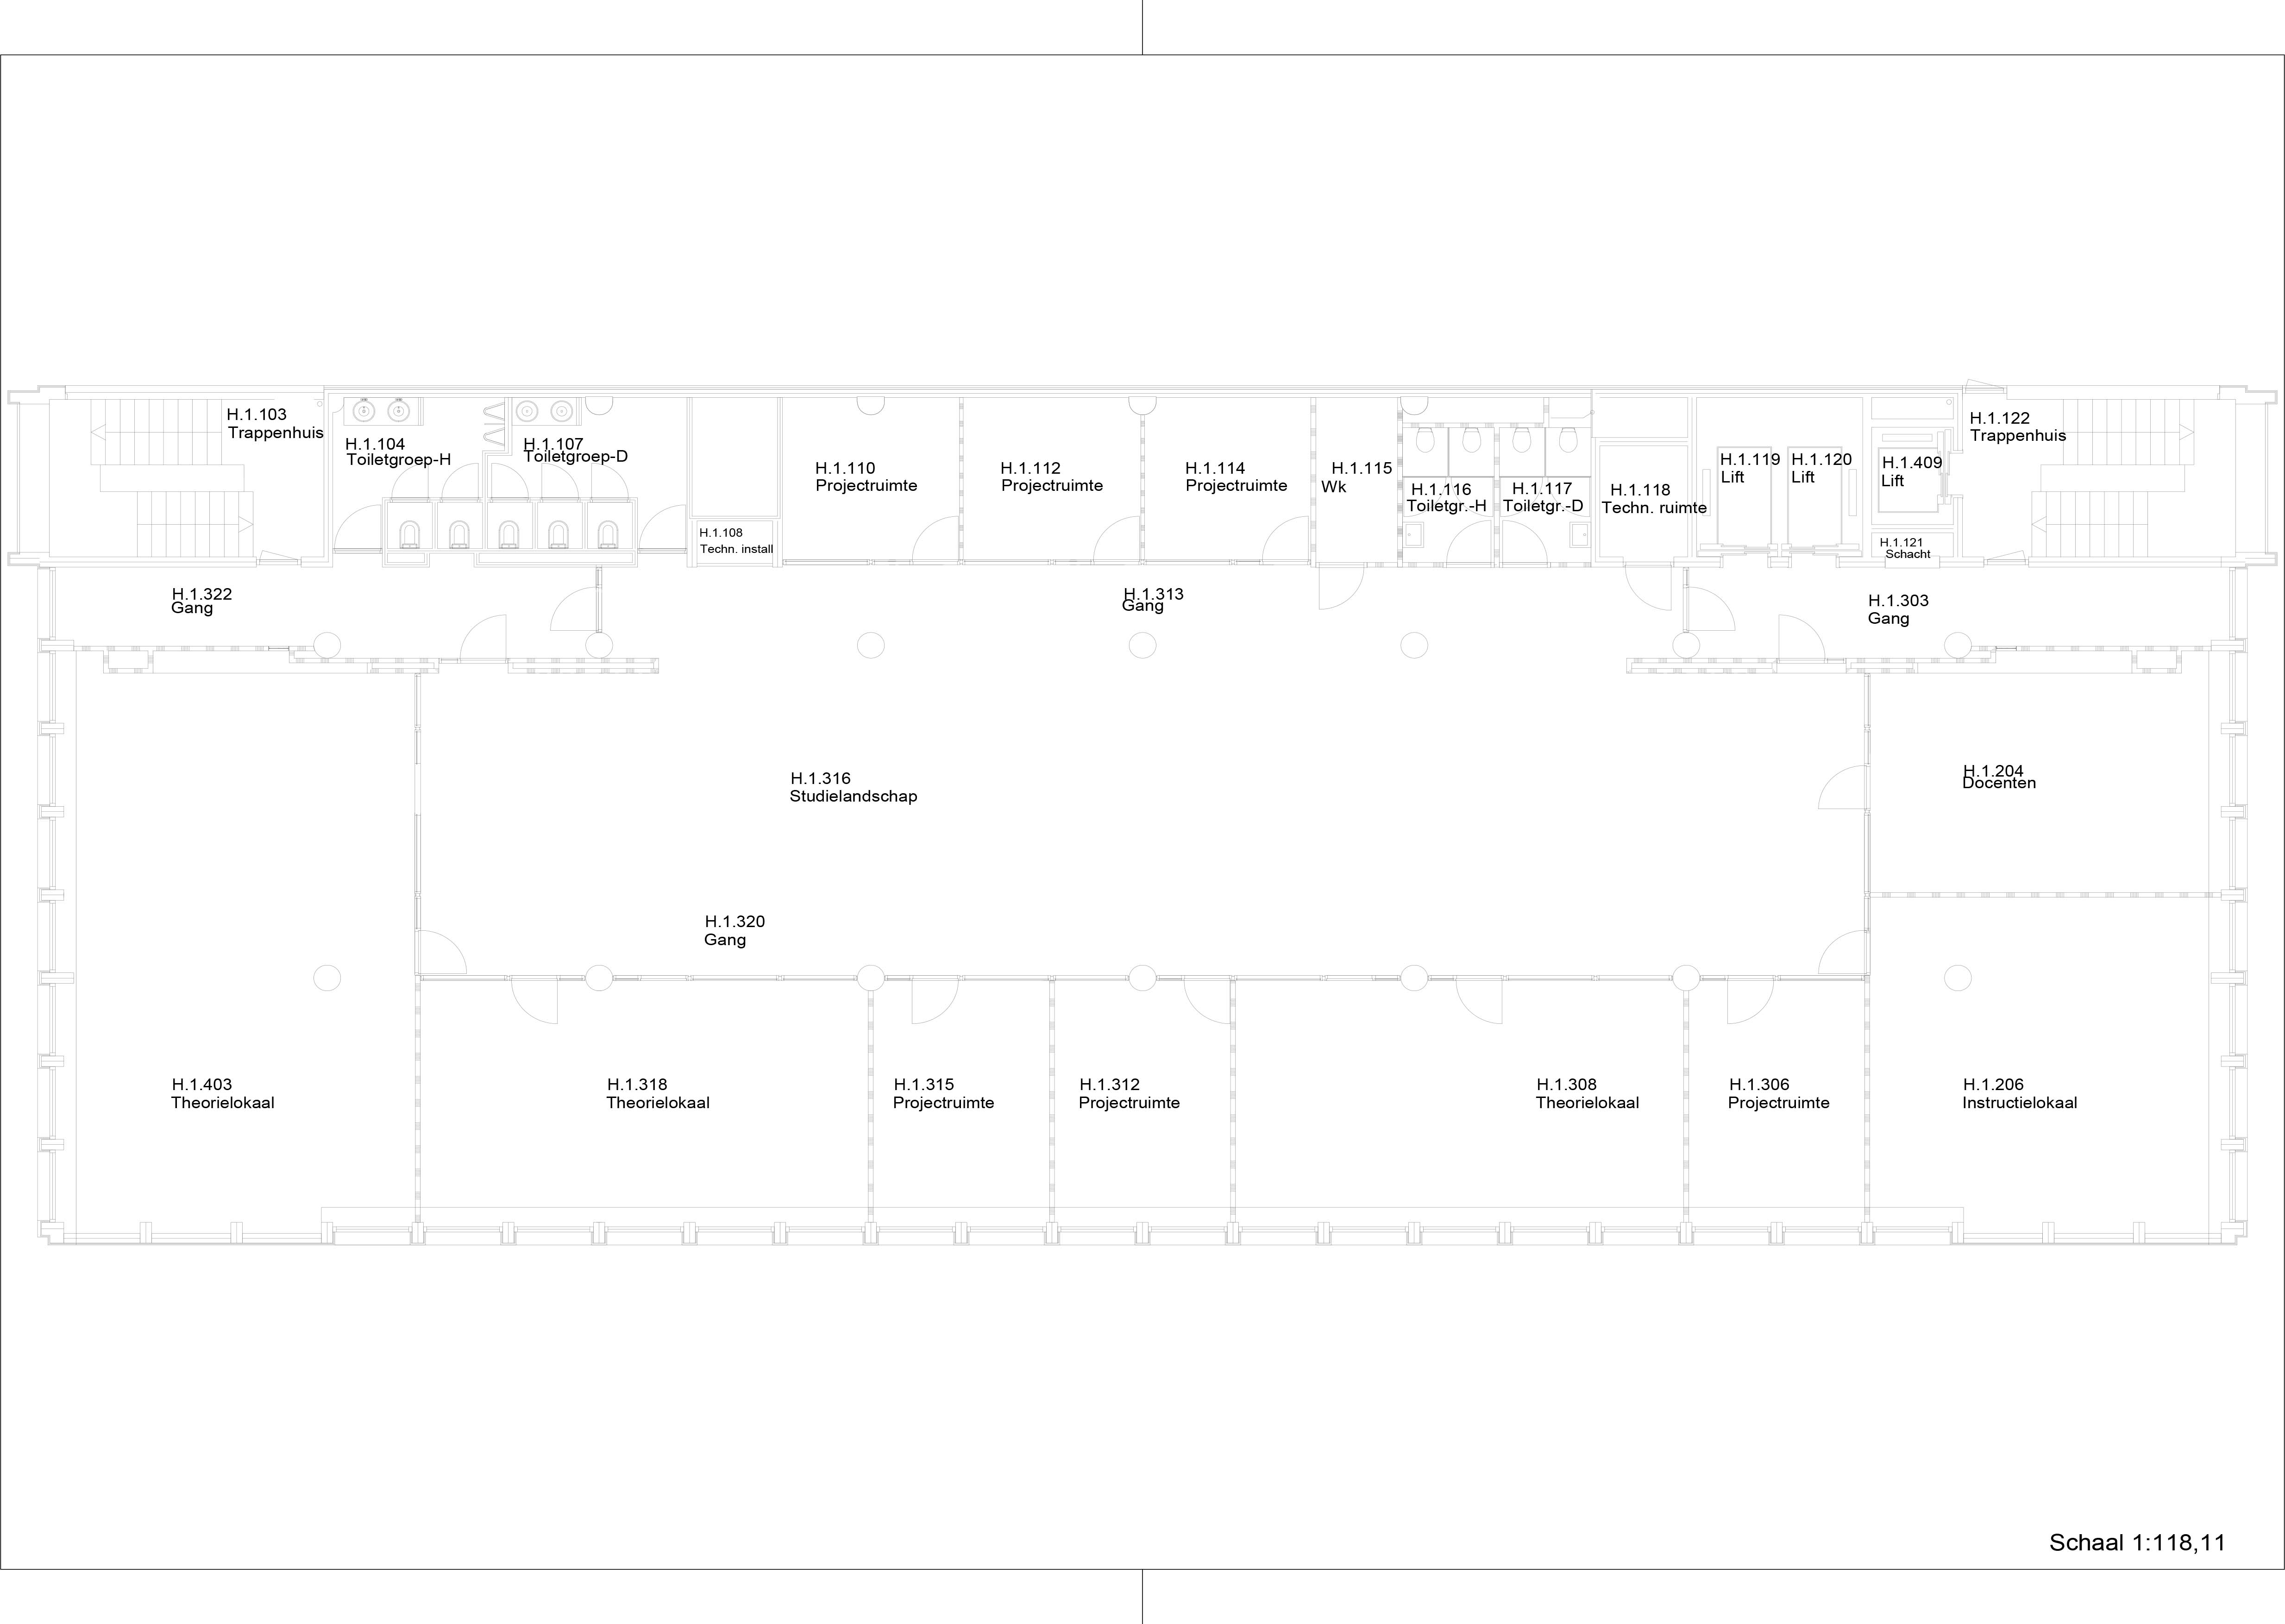 H.1.103
Trappenhuis
H.1.104
Toiletgroep-H
H.1.107
Toiletgroep-D
H.1.108
Techn. install
H.1.110
Projectruimte
H.1.112
Projectruimte
H.1.114
Projectruimte
H.1.115
Wk
H.1.116
Toiletgr.-H
H.1.117
Toiletgr.-D
H.1.118
Techn. ruimte
H.1.119
Lift
H.1.120
Lift
H.1.409
Lift
H.1.121
Schacht
H.1.122
Trappenhuis
H.1.322
Gang
H.1.313
Gang
H.1.303
Gang
H.1.316
Studielandschap
H.1.204
Docenten
H.1.320
Gang
H.1.403
Theorielokaal
H.1.318
Theorielokaal
H.1.315
Projectruimte
H.1.312
Projectruimte
H.1.308
Theorielokaal
H.1.306
Projectruimte
H.1.206
Instructielokaal
Schaal 1:118,11